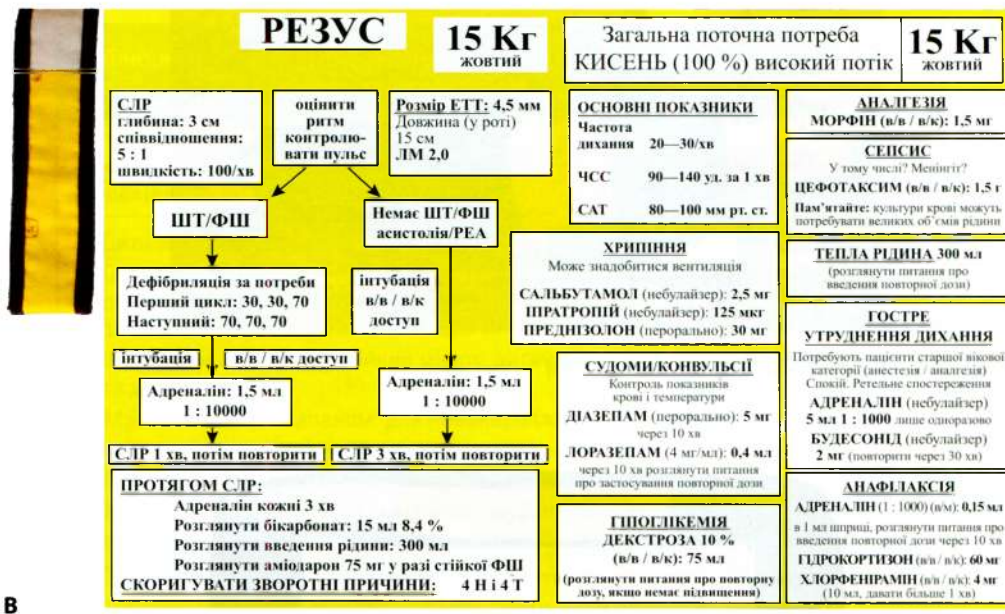 РЕЗУС
15 Кг
жовтий
СЛР
глибина: 3 см
співвідношення:
5 : 1
швидкість: 100/хв
оцінити
ритм
контролю-
вати пульс
Розмір ЕТТ: 4,5 мм
Довжина (у роті)
15 см
ЛМ 2,0
ШТ/ФШ
Немає ШТ/ФШ
асистолія/РЕА
Дефібриляція за потреби
Перший цикл: 30, 30, 70
Наступний: 70, 70, 70
інтубація
в/в / в/к
доступ
інтубація
в/в / в/к доступ
Адреналін: 1,5 мл
1 : 10000
Адреналін: 1,5 мл
1 : 10000
СЛР 1 хв, потім повторити
СЛР 3 хв, потім повторити
ПРОТЯГОМ СЛР:
Адреналін кожні 3 хв
Розглянути бікарбонат: 15 мл 8,4 %
Розглянути введення рідини: 300 мл
Розглянути аміодарон 75 мг у разі стійкої ФШ
СКОРИГУВАТИ ЗВОРОТНІ ПРИЧИНИ: 4 Н і 4 Т
Загальна поточна потреба
КИСЕНЬ (100 %) високий потік
15 Кг
жовтий
ОСНОВНІ ПОКАЗНИКИ
Частота
дихання 20—30/хв
ЧСС 90—140 уд. за 1 хв
САТ 80—100 мм рт. ст.
ХРИПІННЯ
Може знадобитися вентиляція
САЛЬБУТАМОЛ (небулайзер): 2,5 мг
ІПРАТРОПІЙ (небулайзер): 125 мкг
ПРЕДНІЗОЛОН (перорально): 30 мг
СУДОМИ/КОНВУЛЬСІЇ
Контроль показників
крові і температури
ДІАЗЕПАМ (перорально): 5 мг
через 10 хв
ЛОРАЗЕПАМ (4 мг/мл): 0,4 мл
через 10 хв розглянути питання
про застосування повторної дози
ГІПОГЛІКЕМІЯ
ДЕКСТРОЗА 10 %
(в/в / в/к): 75 мл
(розглянути питання про повторну
дозу, якщо немає підвищення)
АНАЛГЕЗІЯ
МОРФІН (в/в / в/к): 1,5 мг
СЕПСИС
У тому числі? Менінгіт?
ЦЕФОТАКСИМ (в/в / в/к): 1,5 г
Пам'ятайте: культури крові можуть
потребувати великих об'ємів рідини
ТЕПЛА РІДИНА 300 мл
(розглянути питання про
введення повторної дози)
ГОСТРЕ
УТРУДНЕННЯ ДИХАННЯ
Потребують пацієнти старшої вікової
категорії (анестезія / аналгезія)
Спокій. Ретельне спостереження
АДРЕНАЛІН (небулайзер)
5 мл 1 : 1000 лише одноразово
БУДЕСОНІД (небулайзер)
2 мг (повторити через 30 хв)
АНАФІЛАКСІЯ
АДРЕНАЛІН (1 : 1000) (в/м): 0,15 мл
в 1 мл шприці, розглянути питання про
введення повторної дози через 10 хв
ГІДРОКОРТИЗОН (в/в / в/к): 60 мг
ХЛОРФЕНІРАМІН (в/в / в/к): 4 мг
(10 мл, давати більше 1 хв)
В